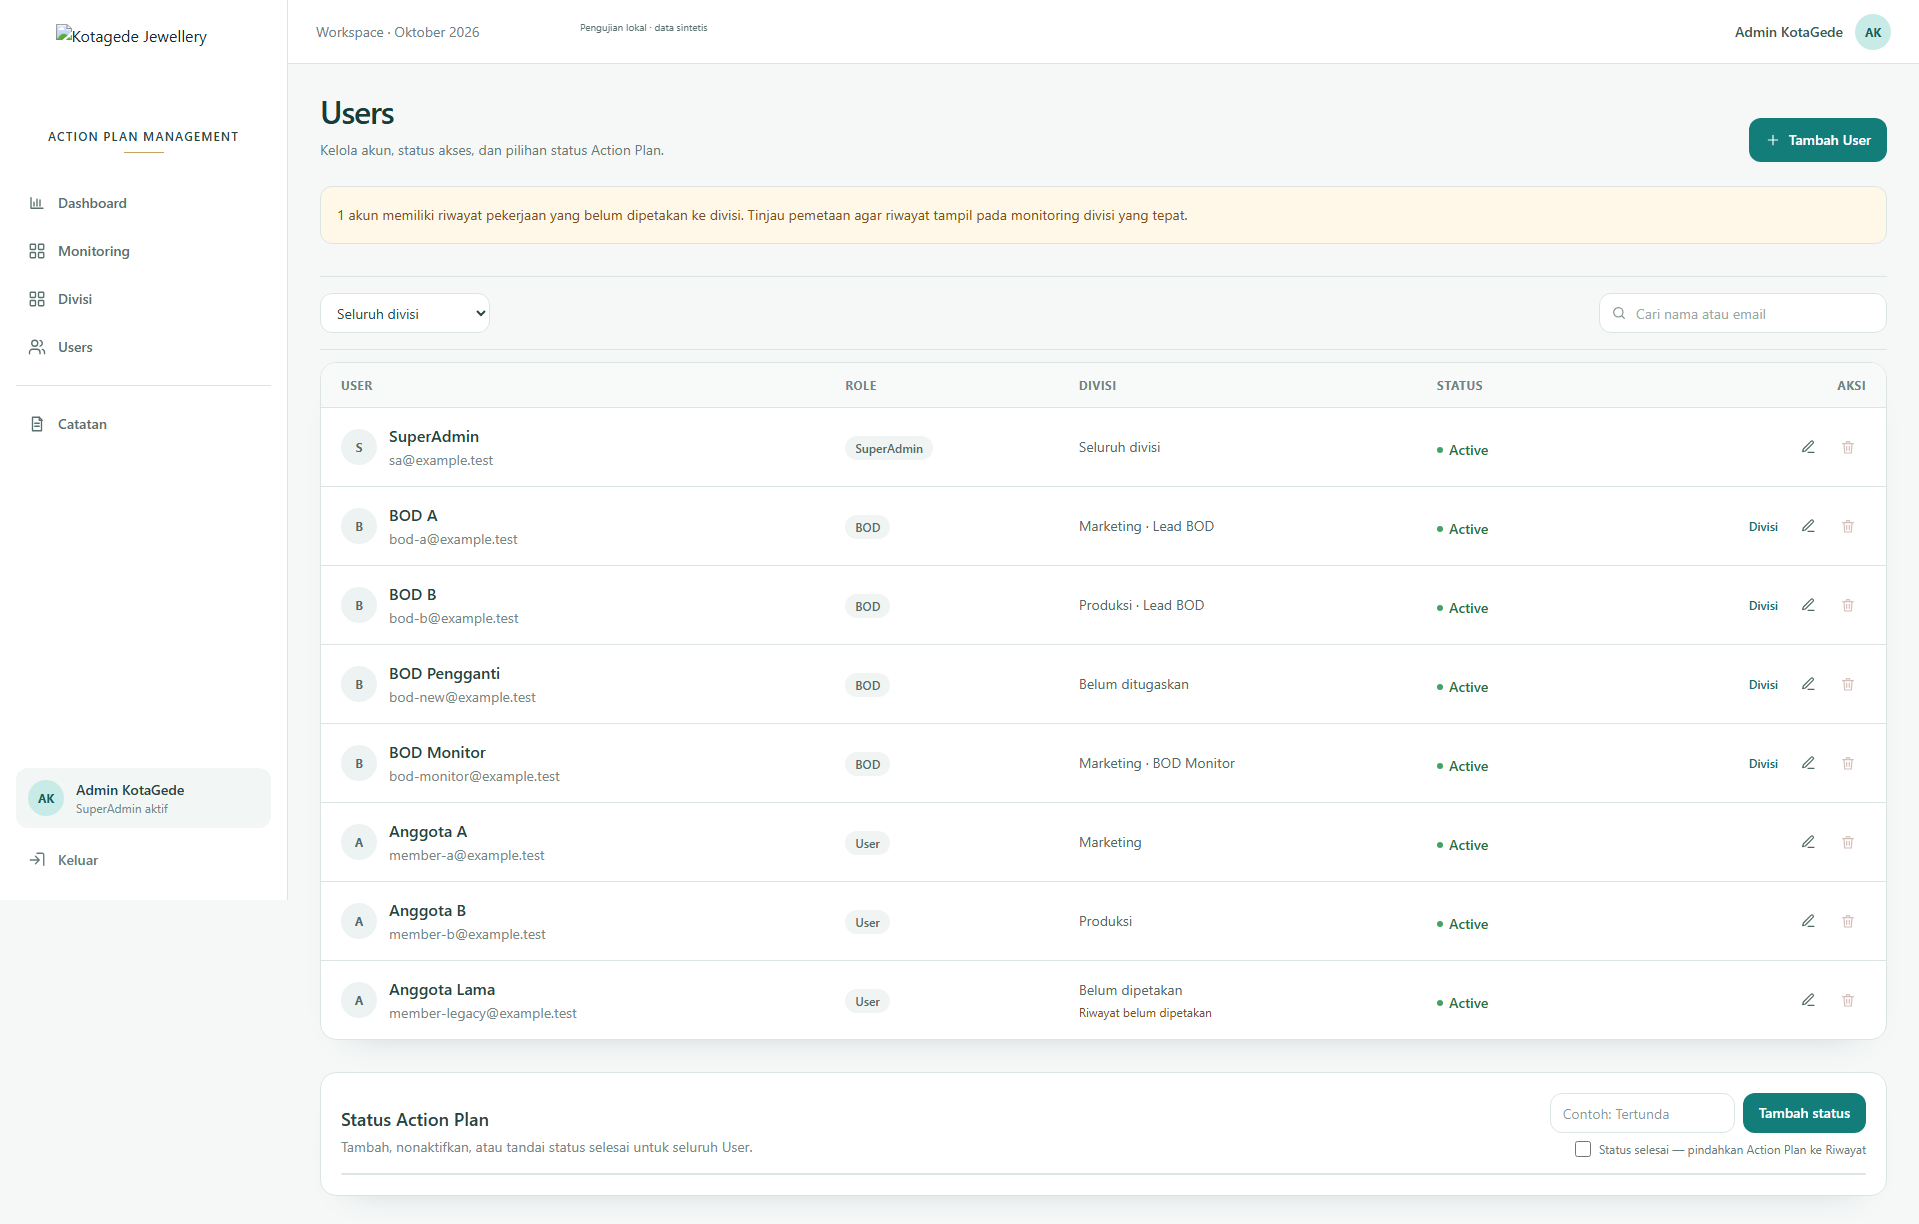 Kotagede Jewellery
ACTION PLAN MANAGEMENT
Dashboard
Monitoring
Divisi
Users
Catatan
AK
Admin KotaGede
SuperAdmin aktif
Keluar
Workspace · Oktober 2026
Pengujian lokal · data sintetis
Admin KotaGede AK
Users
Kelola akun, status akses, dan pilihan status Action Plan.
+ Tambah User
1 akun memiliki riwayat pekerjaan yang belum dipetakan ke divisi. Tinjau pemetaan agar riwayat tampil pada monitoring divisi yang tepat.
Seluruh divisi
Cari nama atau email
USER ROLE DIVISI STATUS AKSI
S SuperAdmin SuperAdmin Seluruh divisi Active
sa@example.test
B BOD A BOD Marketing · Lead BOD Active Divisi
bod-a@example.test
B BOD B BOD Produksi · Lead BOD Active Divisi
bod-b@example.test
B BOD Pengganti BOD Belum ditugaskan Active Divisi
bod-new@example.test
B BOD Monitor BOD Marketing · BOD Monitor Active Divisi
bod-monitor@example.test
A Anggota A User Marketing Active
member-a@example.test
A Anggota B User Produksi Active
member-b@example.test
A Anggota Lama User Belum dipetakan Active
member-legacy@example.test Riwayat belum dipetakan
Status Action Plan
Tambah, nonaktifkan, atau tandai status selesai untuk seluruh User.
Contoh: Tertunda
Tambah status
Status selesai — pindahkan Action Plan ke Riwayat